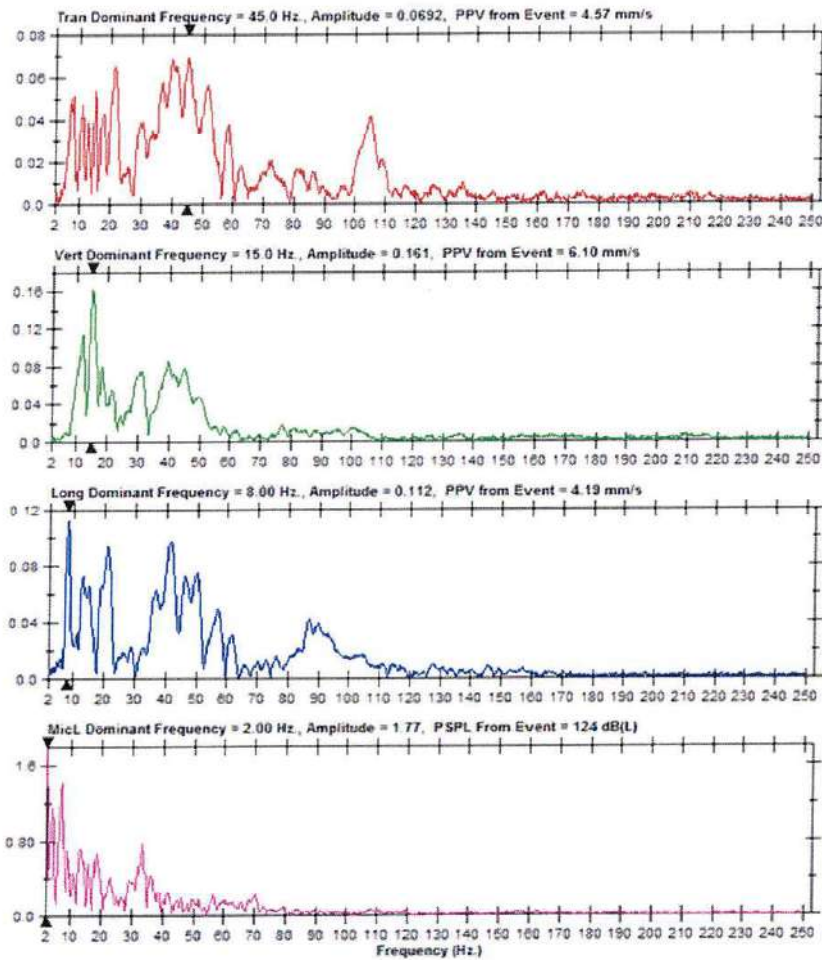 Tran Dominant Frequency = 45.0 Hz., Amplitude = 0.0692, PPV from Event = 4.57 mm/s
0.08
0.06
0.04
0.02
0.0
2 10 20 30 40 50 60 70 80 90 100 110 120 130 140 150 160 170 180 190 200 210 220 230 240 250
Vert Dominant Frequency = 15.0 Hz., Amplitude = 0.161, PPV from Event = 6.10 mm/s
0.16
0.12
0.08
0.04
0.0
2 10 20 30 40 50 60 70 80 90 100 110 120 130 140 150 160 170 180 190 200 210 220 230 240 250
Long Dominant Frequency = 8.00 Hz., Amplitude = 0.112, PPV from Event = 4.19 mm/s
0.12
0.08
0.04
0.0
2 10 20 30 40 50 60 70 80 90 100 110 120 130 140 150 160 170 180 190 200 210 220 230 240 250
MicL Dominant Frequency = 2.00 Hz., Amplitude = 1.77, PSPL From Event = 124 dB(L)
1.6
0.80
0.0
2 10 20 30 40 50 60 70 80 90 100 110 120 130 140 150 160 170 180 190 200 210 220 230 240 250
Frequency (Hz.)